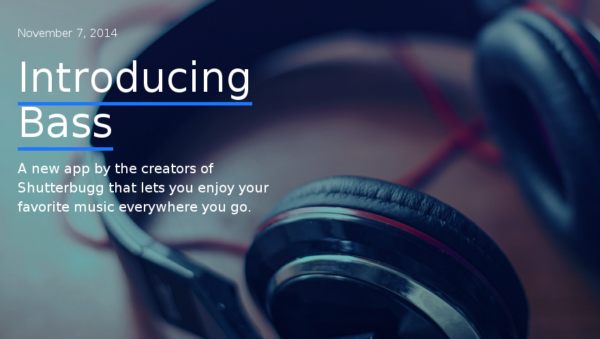 November 7, 2014
Introducing
Bass
A new app by the creators of
Shutterbugg that lets you enjoy your
favorite music everywhere you go.